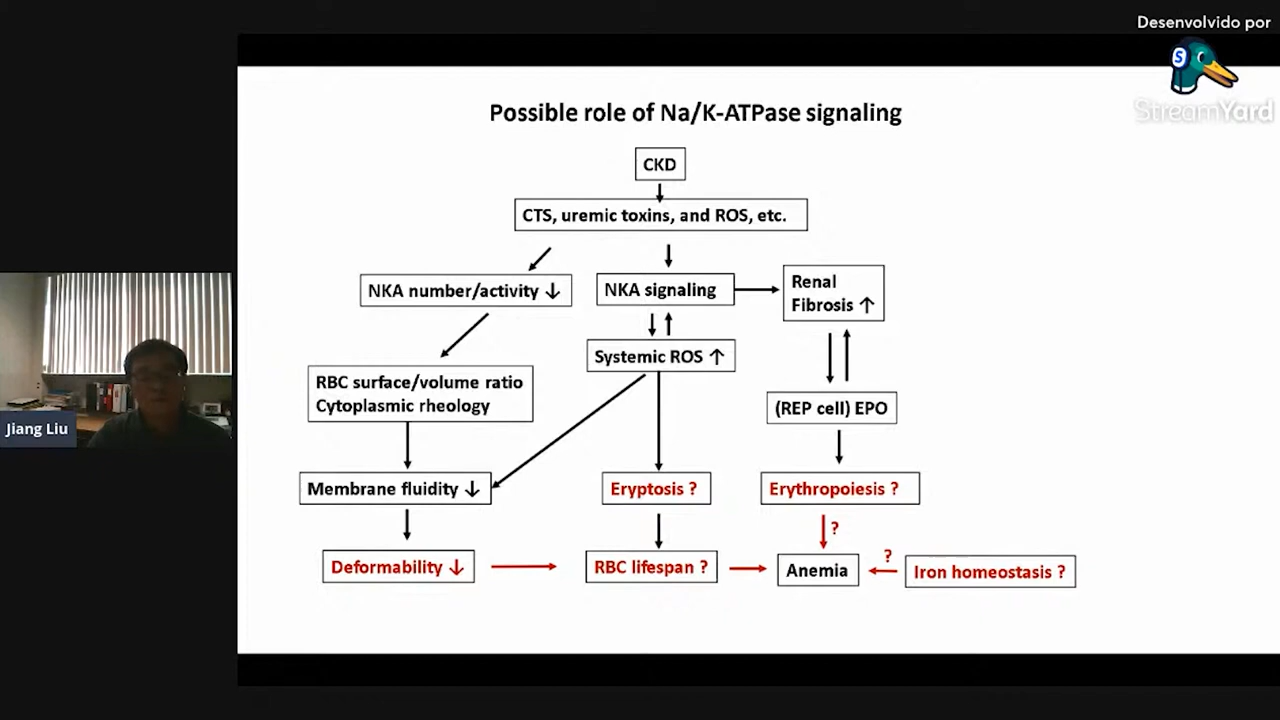 Desenvolvido por
StreamYard
Possible role of Na/K-ATPase signaling
CKD
CTS, uremic toxins, and ROS, etc.
NKA number/activity ↓
NKA signaling
Renal
Fibrosis ↑
Systemic ROS ↑
RBC surface/volume ratio
Cytoplasmic rheology
(REP cell) EPO
Jiang Liu
Membrane fluidity ↓
Eryptosis ?
Erythropoiesis ?
?
Deformability ↓
RBC lifespan ?
Anemia
?
Iron homeostasis ?